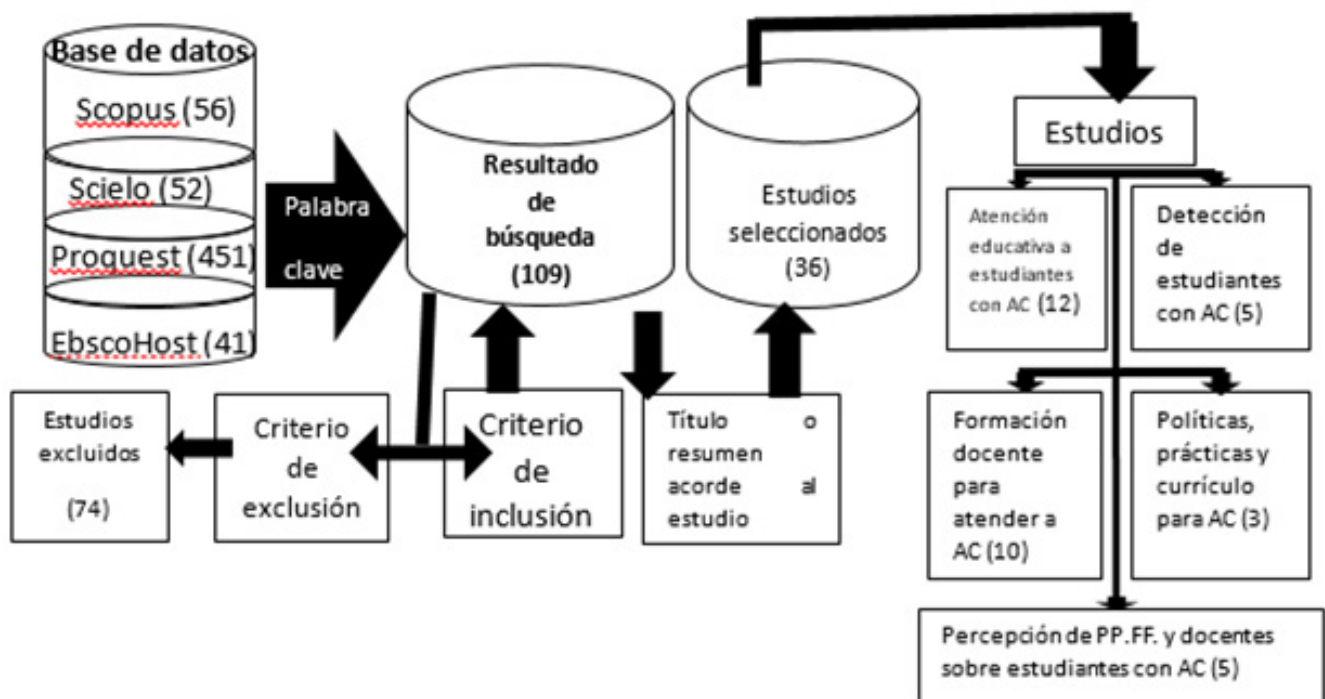 Base de datos
Scopus (56)
Scielo (52)
Proquest (451)
EbscoHost (41)
Palabra
clave
Resultado
de
búsqueda
(109)
Estudios
seleccionados
(36)
Estudios
excluidos
(74)
Criterio
de
exclusión
Criterio
de
inclusión
Título o
resumen
acorde al
estudio
Estudios
Atención
educativa a
estudiantes
con AC (12)
Detección
de
estudiantes
con AC (5)
Formación
docente
para
atender a
AC (10)
Políticas,
prácticas y
currículo
para AC (3)
Percepción de PP.FF. y docentes
sobre estudiantes con AC (5)